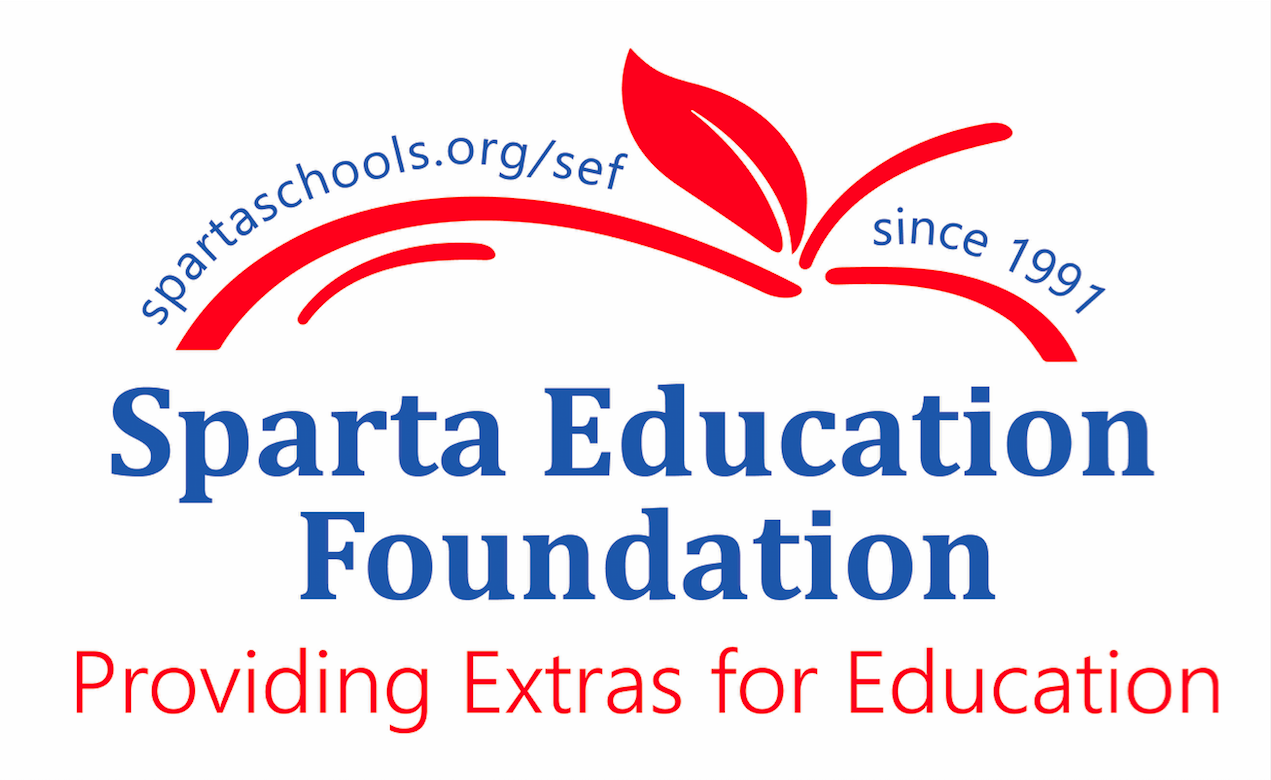 spartaschools.org/sef
since 1991
Sparta Education
Foundation
Providing Extras for Education